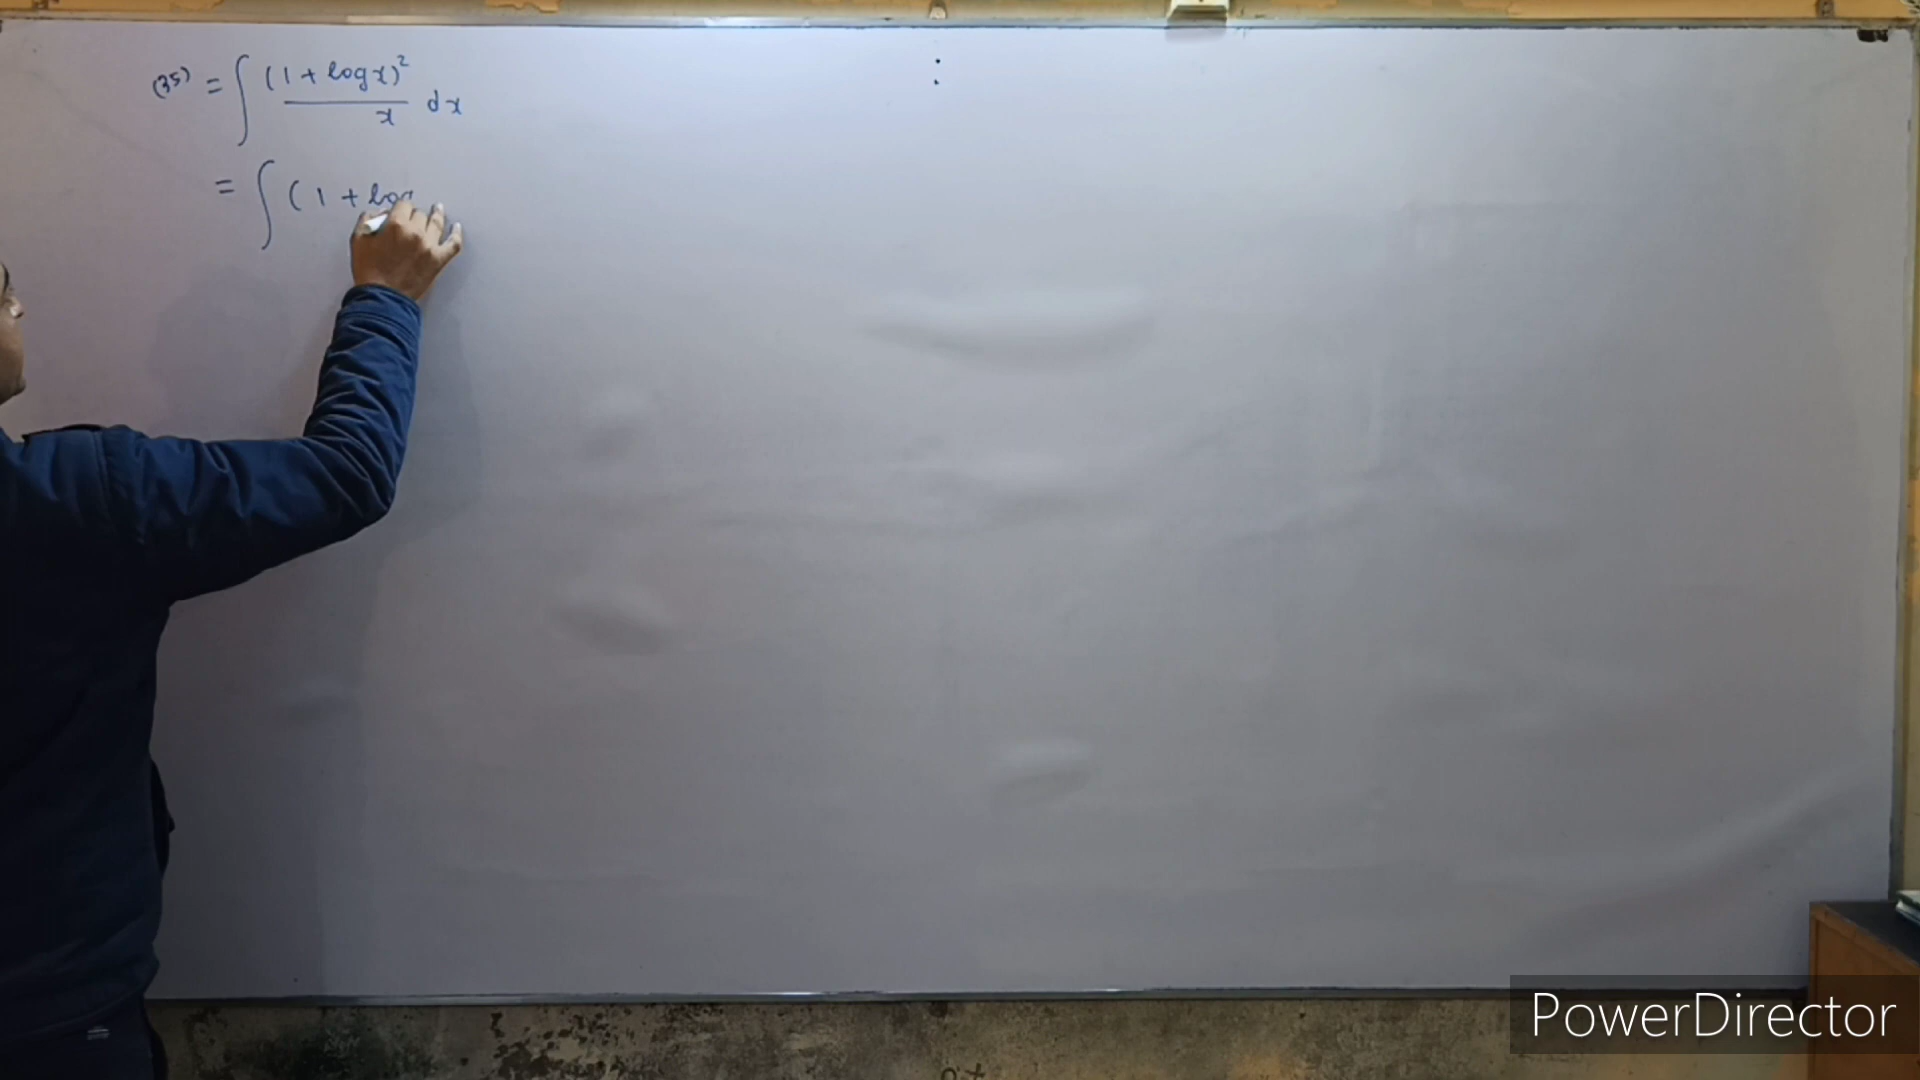 (35) = ∫ (1 + log x)² / x dx
= ∫ (1 + log
PowerDirector